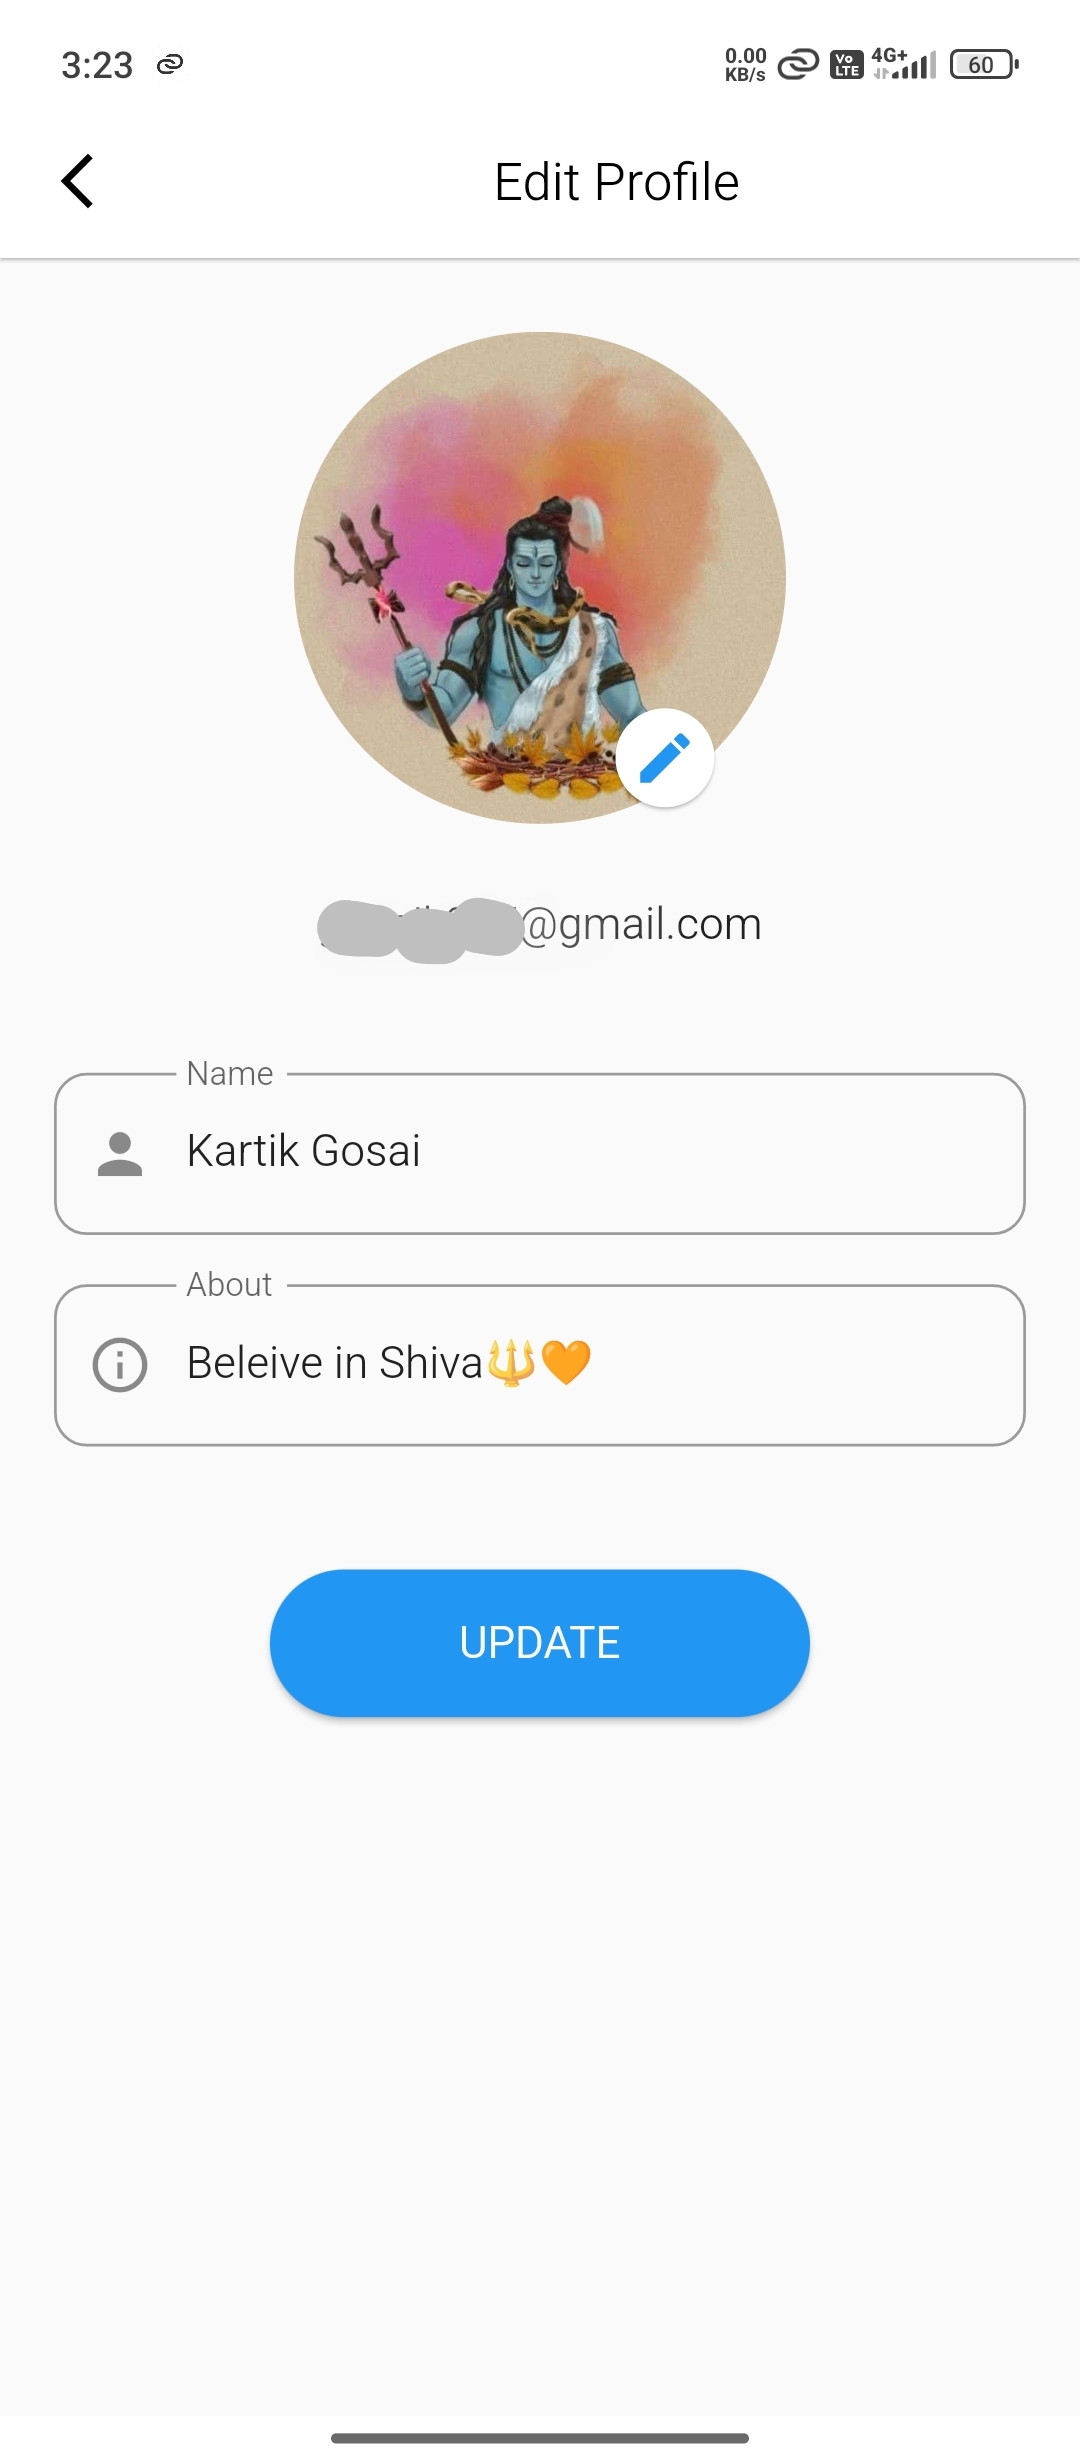 3:23
0.00
KB/s
Vo
LTE
4G+
60
Edit Profile
@gmail.com
Name
Kartik Gosai
About
Beleive in Shiva🔱🧡
UPDATE